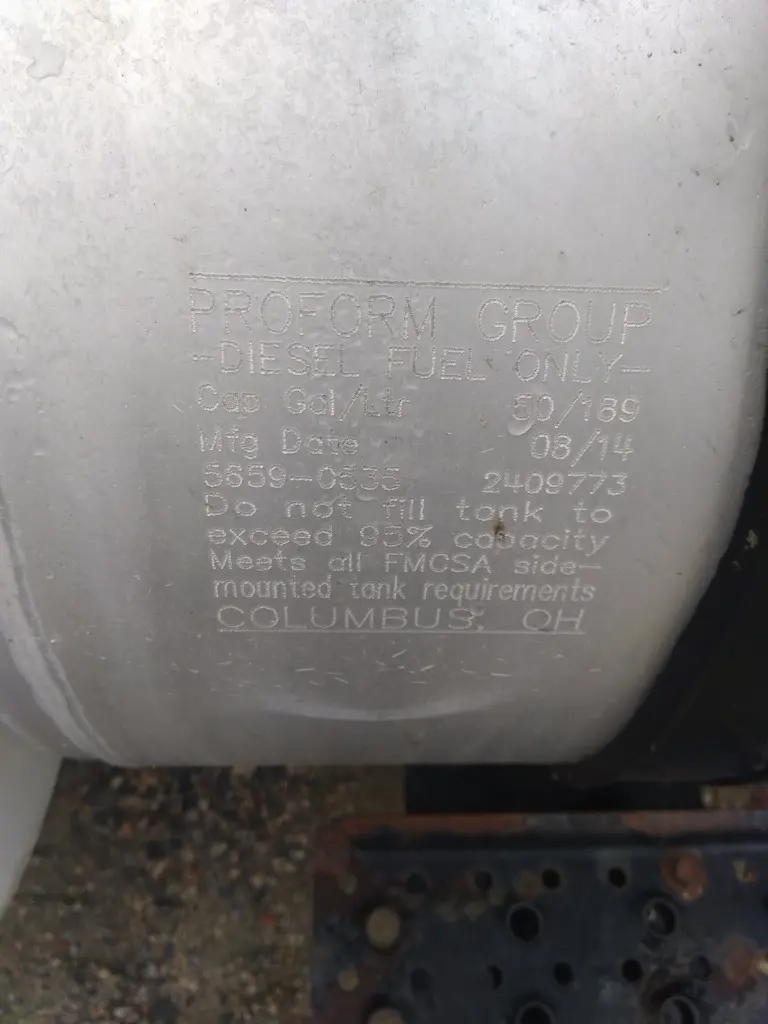 PROFORM GROUP
-DIESEL FUEL ONLY-
Cap Gal/Ltr 50/189
Mfg Date 08/14
5659-0535 2409773
Do not fill tank to
exceed 95% capacity
Meets all FMCSA side-
mounted tank requirements
COLUMBUS, OH